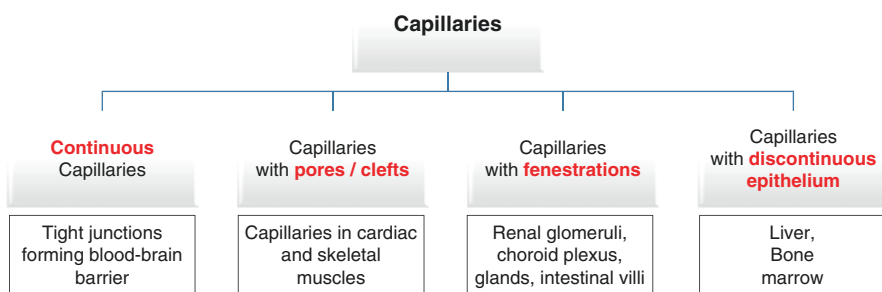 Capillaries
Continuous
Capillaries
Capillaries
with pores / clefts
Capillaries
with fenestrations
Capillaries
with discontinuous
epithelium
Tight junctions
forming blood-brain
barrier
Capillaries in cardiac
and skeletal
muscles
Renal glomeruli,
choroid plexus,
glands, intestinal villi
Liver,
Bone
marrow